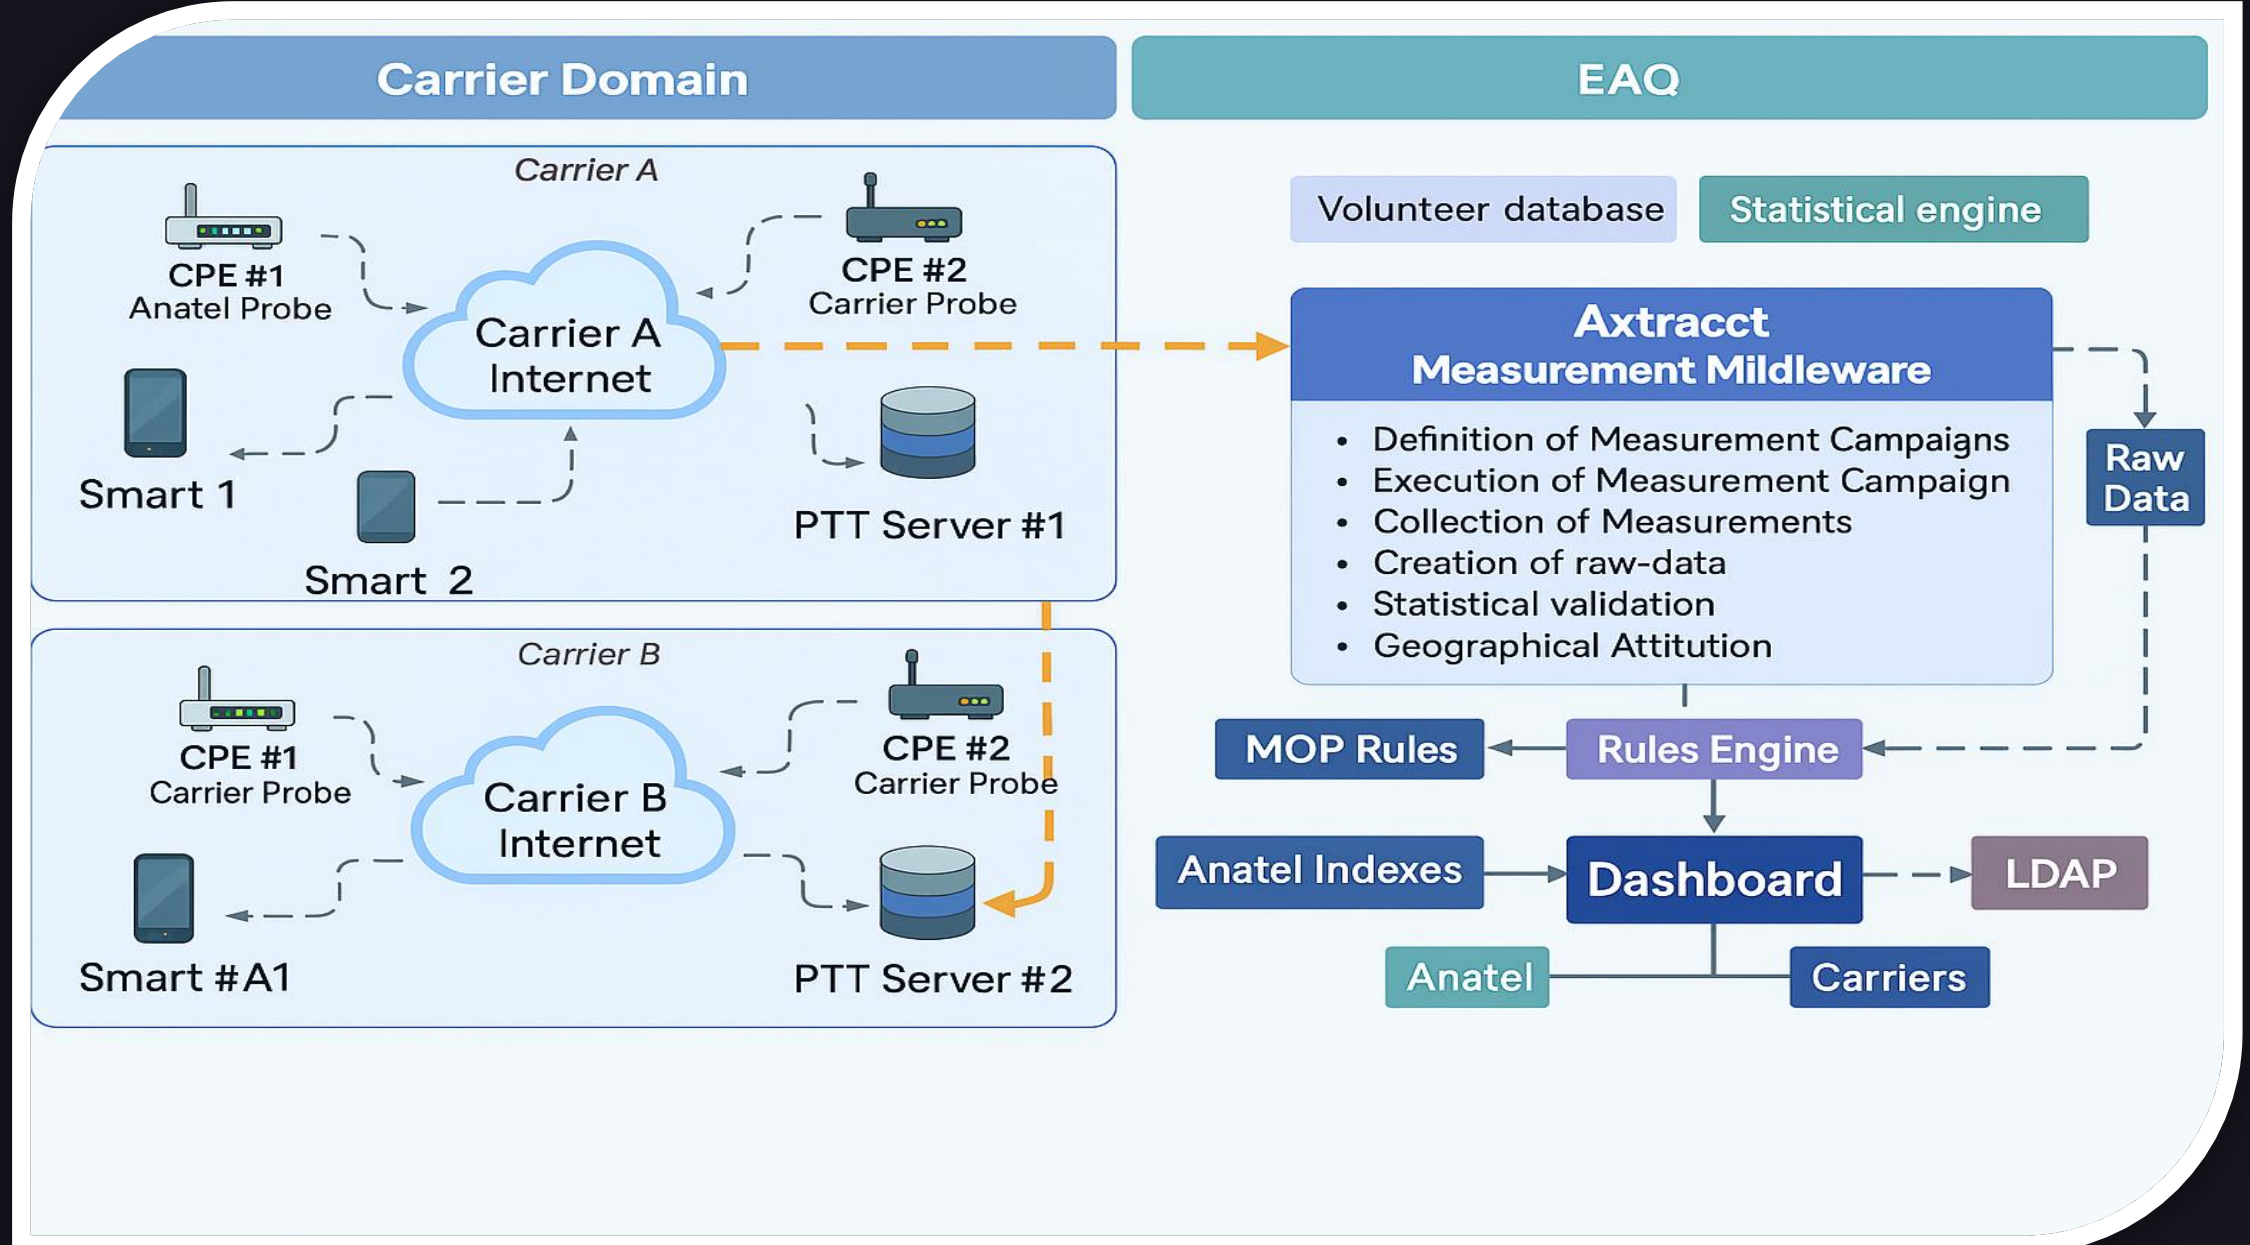 Carrier Domain
EAQ
Carrier A
CPE #1
Anatel Probe
CPE #2
Carrier Probe
Carrier A
Internet
Smart 1
Smart 2
PTT Server #1
Carrier B
CPE #1
Carrier Probe
CPE #2
Carrier Probe
Carrier B
Internet
Smart #A1
PTT Server #2
Volunteer database
Statistical engine
Axtracct
Measurement Mildleware
• Definition of Measurement Campaigns
• Execution of Measurement Campaign
• Collection of Measurements
• Creation of raw-data
• Statistical validation
• Geographical Attitution
Raw
Data
MOP Rules
Rules Engine
Anatel Indexes
Dashboard
LDAP
Anatel
Carriers